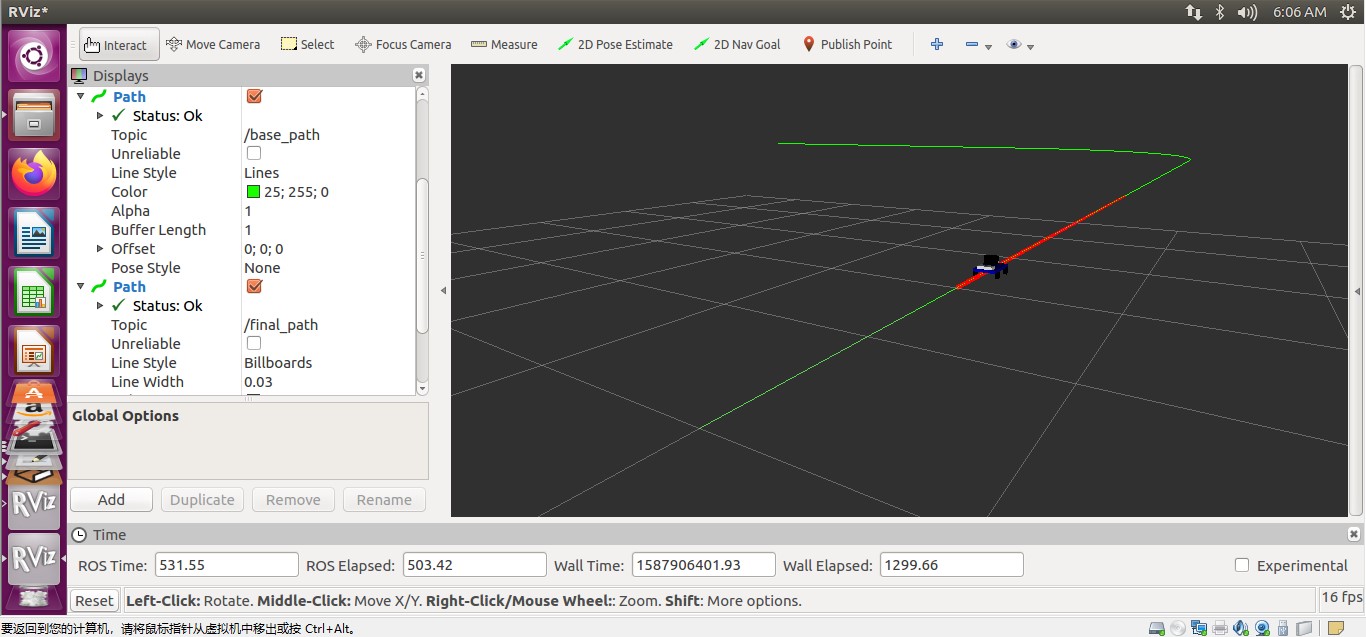 RViz*
6:06 AM
Interact Move Camera Select Focus Camera Measure 2D Pose Estimate 2D Nav Goal Publish Point
Displays
Path
Status: Ok
Topic /base_path
Unreliable
Line Style Lines
Color 25; 255; 0
Alpha 1
Buffer Length 1
Offset 0; 0; 0
Pose Style None
Path
Status: Ok
Topic /final_path
Unreliable
Line Style Billboards
Line Width 0.03
Global Options
Add Duplicate Remove Rename
RViz
RViz
Time
ROS Time: 531.55 ROS Elapsed: 503.42 Wall Time: 1587906401.93 Wall Elapsed: 1299.66 Experimental
Reset Left-Click: Rotate. Middle-Click: Move X/Y. Right-Click/Mouse Wheel:: Zoom. Shift: More options. 16 fps
要返回到您的计算机，请将鼠标指针从虚拟机中移出或按 Ctrl+Alt。